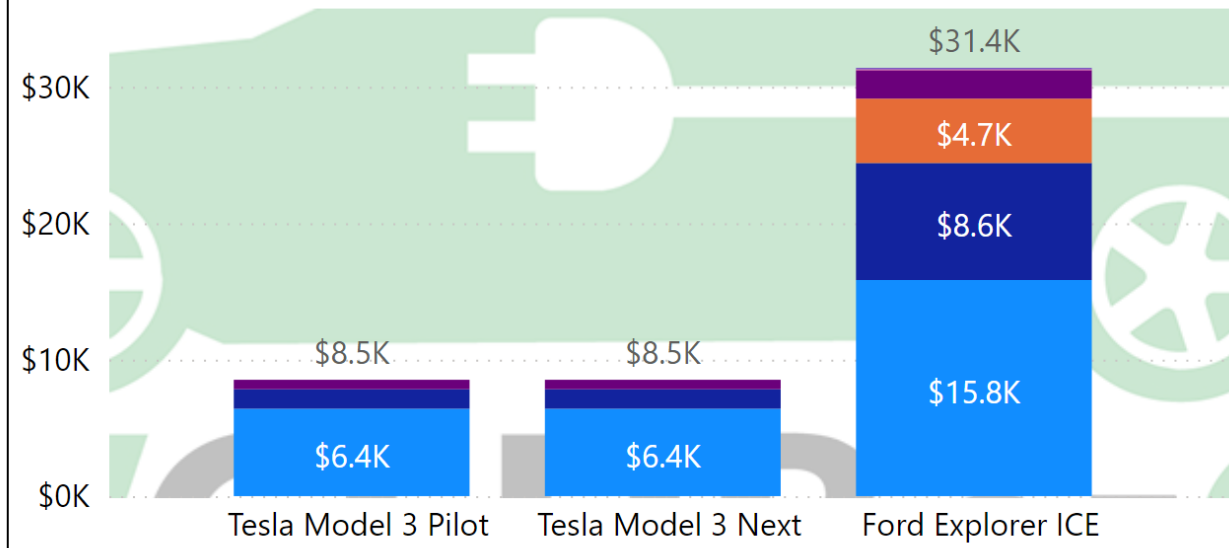 $31.4K
$30K
$4.7K
$20K
$8.6K
$10K
$8.5K
$8.5K
$15.8K
$6.4K
$6.4K
$0K
Tesla Model 3 Pilot
Tesla Model 3 Next
Ford Explorer ICE